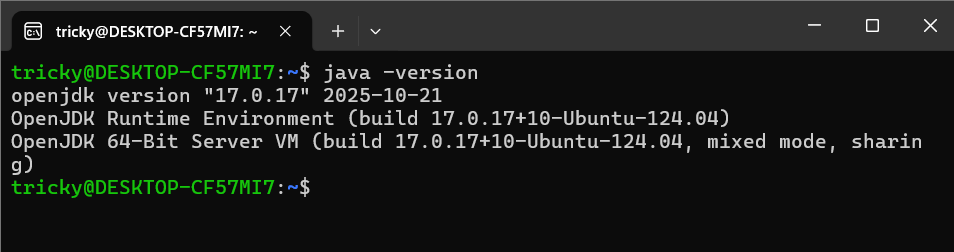 tricky@DESKTOP-CF57MI7: ~
tricky@DESKTOP-CF57MI7:~$ java -version
openjdk version "17.0.17" 2025-10-21
OpenJDK Runtime Environment (build 17.0.17+10-Ubuntu-124.04)
OpenJDK 64-Bit Server VM (build 17.0.17+10-Ubuntu-124.04, mixed mode, sharin
g)
tricky@DESKTOP-CF57MI7:~$